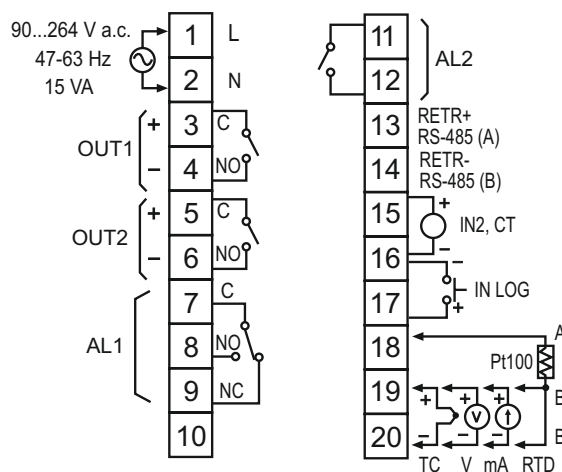 90...264 V a.c.
47-63 Hz
15 VA
1 L
2 N
OUT1
+ 3 C
– 4 NO
OUT2
+ 5 C
– 6 NO
AL1
7 C
8 NO
9 NC
10
11
12
AL2
13 RETR+
RS-485 (A)
14 RETR-
RS-485 (B)
15 +
IN2, CT
–
16 –
IN LOG
17 +
18 A
Pt100
19 + + + B
V
20 – – – B
TC V mA RTD